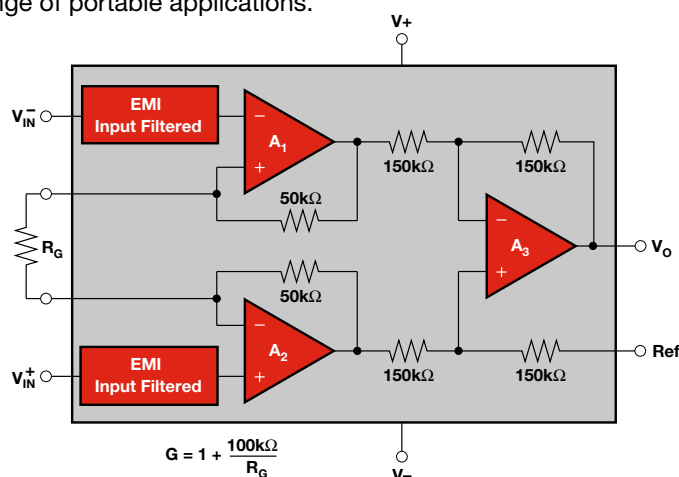 nge of portable applications.
V+
V–IN
EMI
Input Filtered
–
A1
+
150kΩ
150kΩ
50kΩ
RG
–
A3
+
VO
50kΩ
–
A2
+
Ref
V+IN
EMI
Input Filtered
150kΩ
150kΩ
G = 1 + 100kΩ
RG
V–